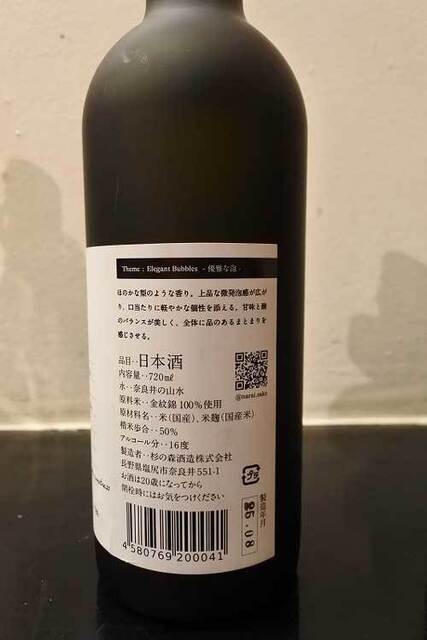 Theme : Elegant Bubbles - 優雅な泡 -
ほのかな梨のような香り。上品な微発泡感が広が
り、口当たりに軽やかな個性を添える。甘味と酸
のバランスが美しく、全体に品のあるまとまりを
感じさせる。
品目‥日本酒
内容量‥720㎖
水‥奈良井の山水
原料米‥金紋錦100%使用
原材料名‥米(国産)、米麹(国産米)
精米歩合‥50%
アルコール分‥16度
製造者‥杉の森酒造株式会社
長野県塩尻市奈良井551-1
お酒は20歳になってから
開栓時にはお気をつけください
@narai.sake
4 580769 200041
製造年月
25.08